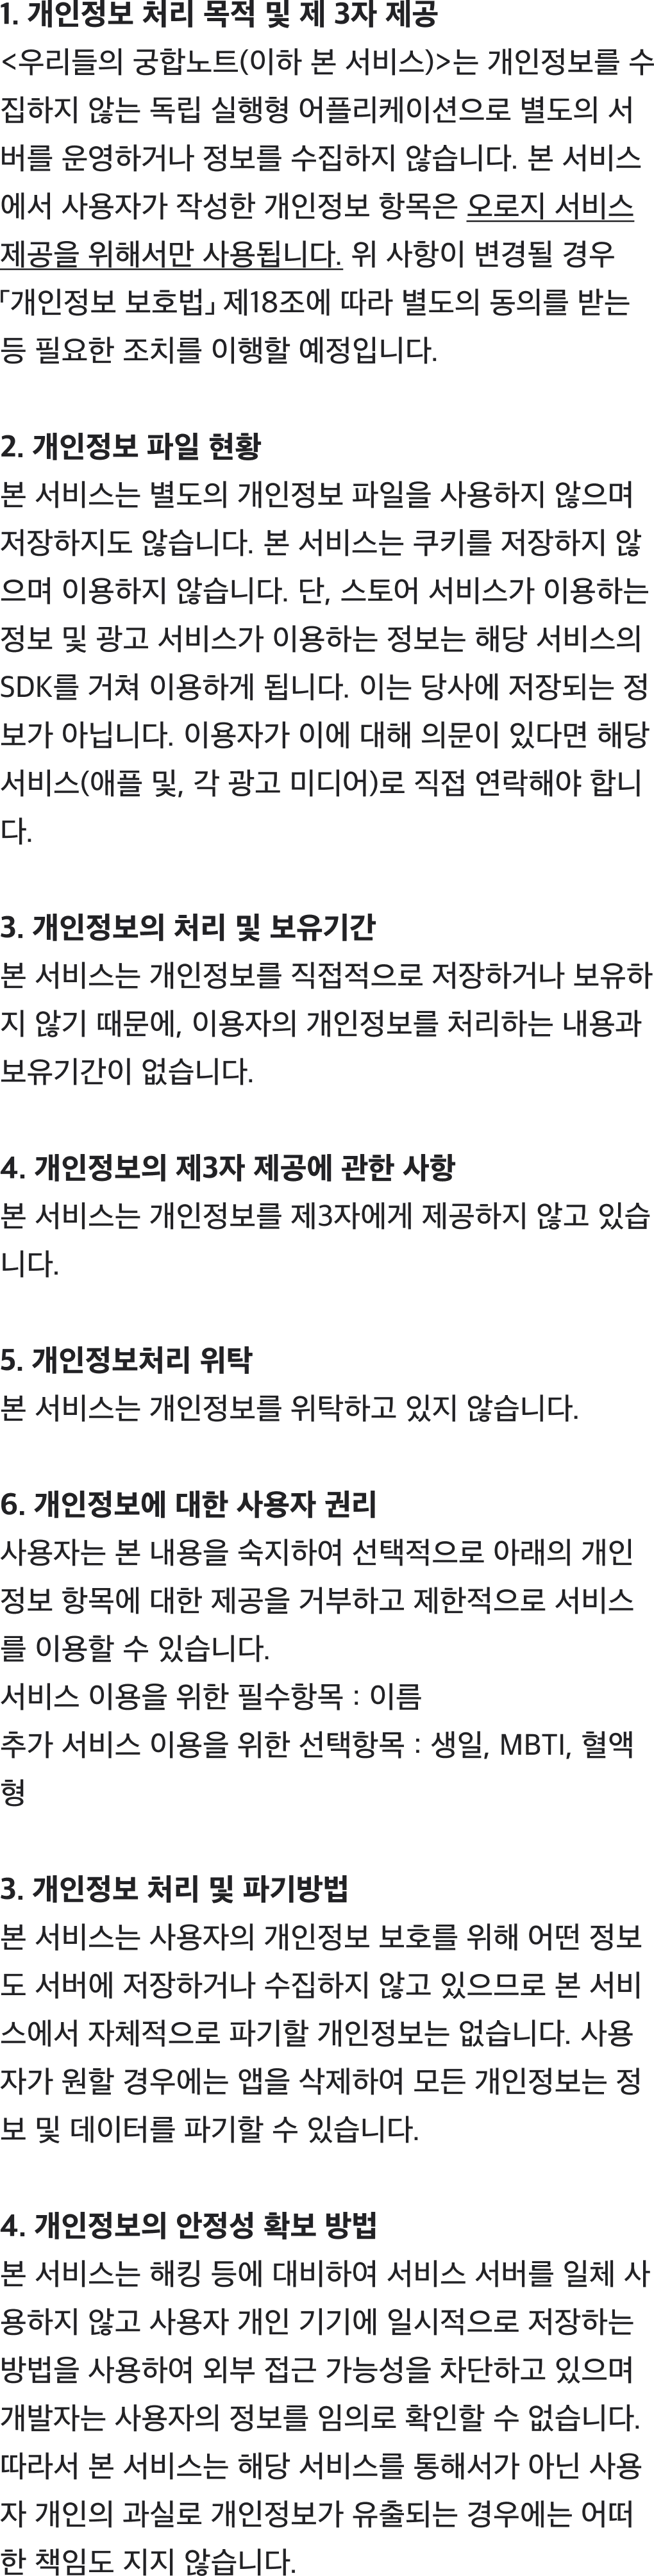 1. 개인정보 처리 목적 및 제 3자 제공
<우리들의 궁합노트(이하 본 서비스)>는 개인정보를 수
집하지 않는 독립 실행형 어플리케이션으로 별도의 서
버를 운영하거나 정보를 수집하지 않습니다. 본 서비스
에서 사용자가 작성한 개인정보 항목은 오로지 서비스
제공을 위해서만 사용됩니다. 위 사항이 변경될 경우
「개인정보 보호법」 제18조에 따라 별도의 동의를 받는
등 필요한 조치를 이행할 예정입니다.
2. 개인정보 파일 현황
본 서비스는 별도의 개인정보 파일을 사용하지 않으며
저장하지도 않습니다. 본 서비스는 쿠키를 저장하지 않
으며 이용하지 않습니다. 단, 스토어 서비스가 이용하는
정보 및 광고 서비스가 이용하는 정보는 해당 서비스의
SDK를 거쳐 이용하게 됩니다. 이는 당사에 저장되는 정
보가 아닙니다. 이용자가 이에 대해 의문이 있다면 해당
서비스(애플 및, 각 광고 미디어)로 직접 연락해야 합니
다.
3. 개인정보의 처리 및 보유기간
본 서비스는 개인정보를 직접적으로 저장하거나 보유하
지 않기 때문에, 이용자의 개인정보를 처리하는 내용과
보유기간이 없습니다.
4. 개인정보의 제3자 제공에 관한 사항
본 서비스는 개인정보를 제3자에게 제공하지 않고 있습
니다.
5. 개인정보처리 위탁
본 서비스는 개인정보를 위탁하고 있지 않습니다.
6. 개인정보에 대한 사용자 권리
사용자는 본 내용을 숙지하여 선택적으로 아래의 개인
정보 항목에 대한 제공을 거부하고 제한적으로 서비스
를 이용할 수 있습니다.
서비스 이용을 위한 필수항목 : 이름
추가 서비스 이용을 위한 선택항목 : 생일, MBTI, 혈액
형
3. 개인정보 처리 및 파기방법
본 서비스는 사용자의 개인정보 보호를 위해 어떤 정보
도 서버에 저장하거나 수집하지 않고 있으므로 본 서비
스에서 자체적으로 파기할 개인정보는 없습니다. 사용
자가 원할 경우에는 앱을 삭제하여 모든 개인정보는 정
보 및 데이터를 파기할 수 있습니다.
4. 개인정보의 안정성 확보 방법
본 서비스는 해킹 등에 대비하여 서비스 서버를 일체 사
용하지 않고 사용자 개인 기기에 일시적으로 저장하는
방법을 사용하여 외부 접근 가능성을 차단하고 있으며
개발자는 사용자의 정보를 임의로 확인할 수 없습니다.
따라서 본 서비스는 해당 서비스를 통해서가 아닌 사용
자 개인의 과실로 개인정보가 유출되는 경우에는 어떠
한 책임도 지지 않습니다.